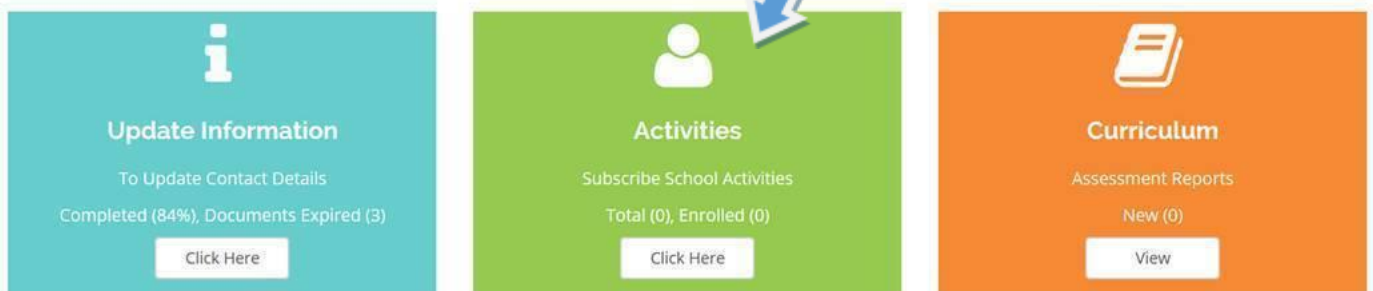 Update Information
To Update Contact Details
Completed (84%), Documents Expired (3)
Click Here
Activities
Subscribe School Activities
Total (0), Enrolled (0)
Click Here
Curriculum
Assessment Reports
New (0)
View